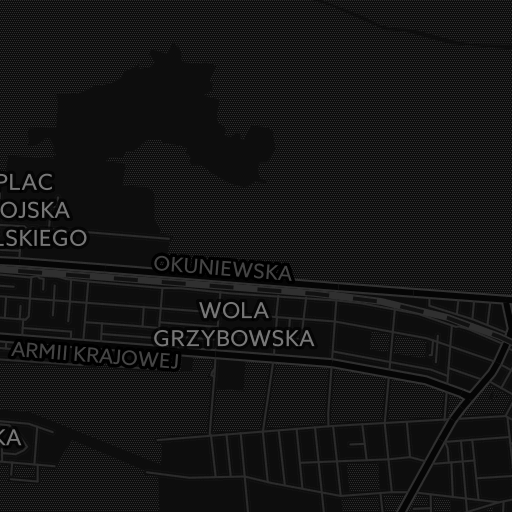 PLAC
OJSKA
LSKIEGO
OKUNIEWSKA
WOLA
GRZYBOWSKA
ARMII KRAJOWEJ
KA